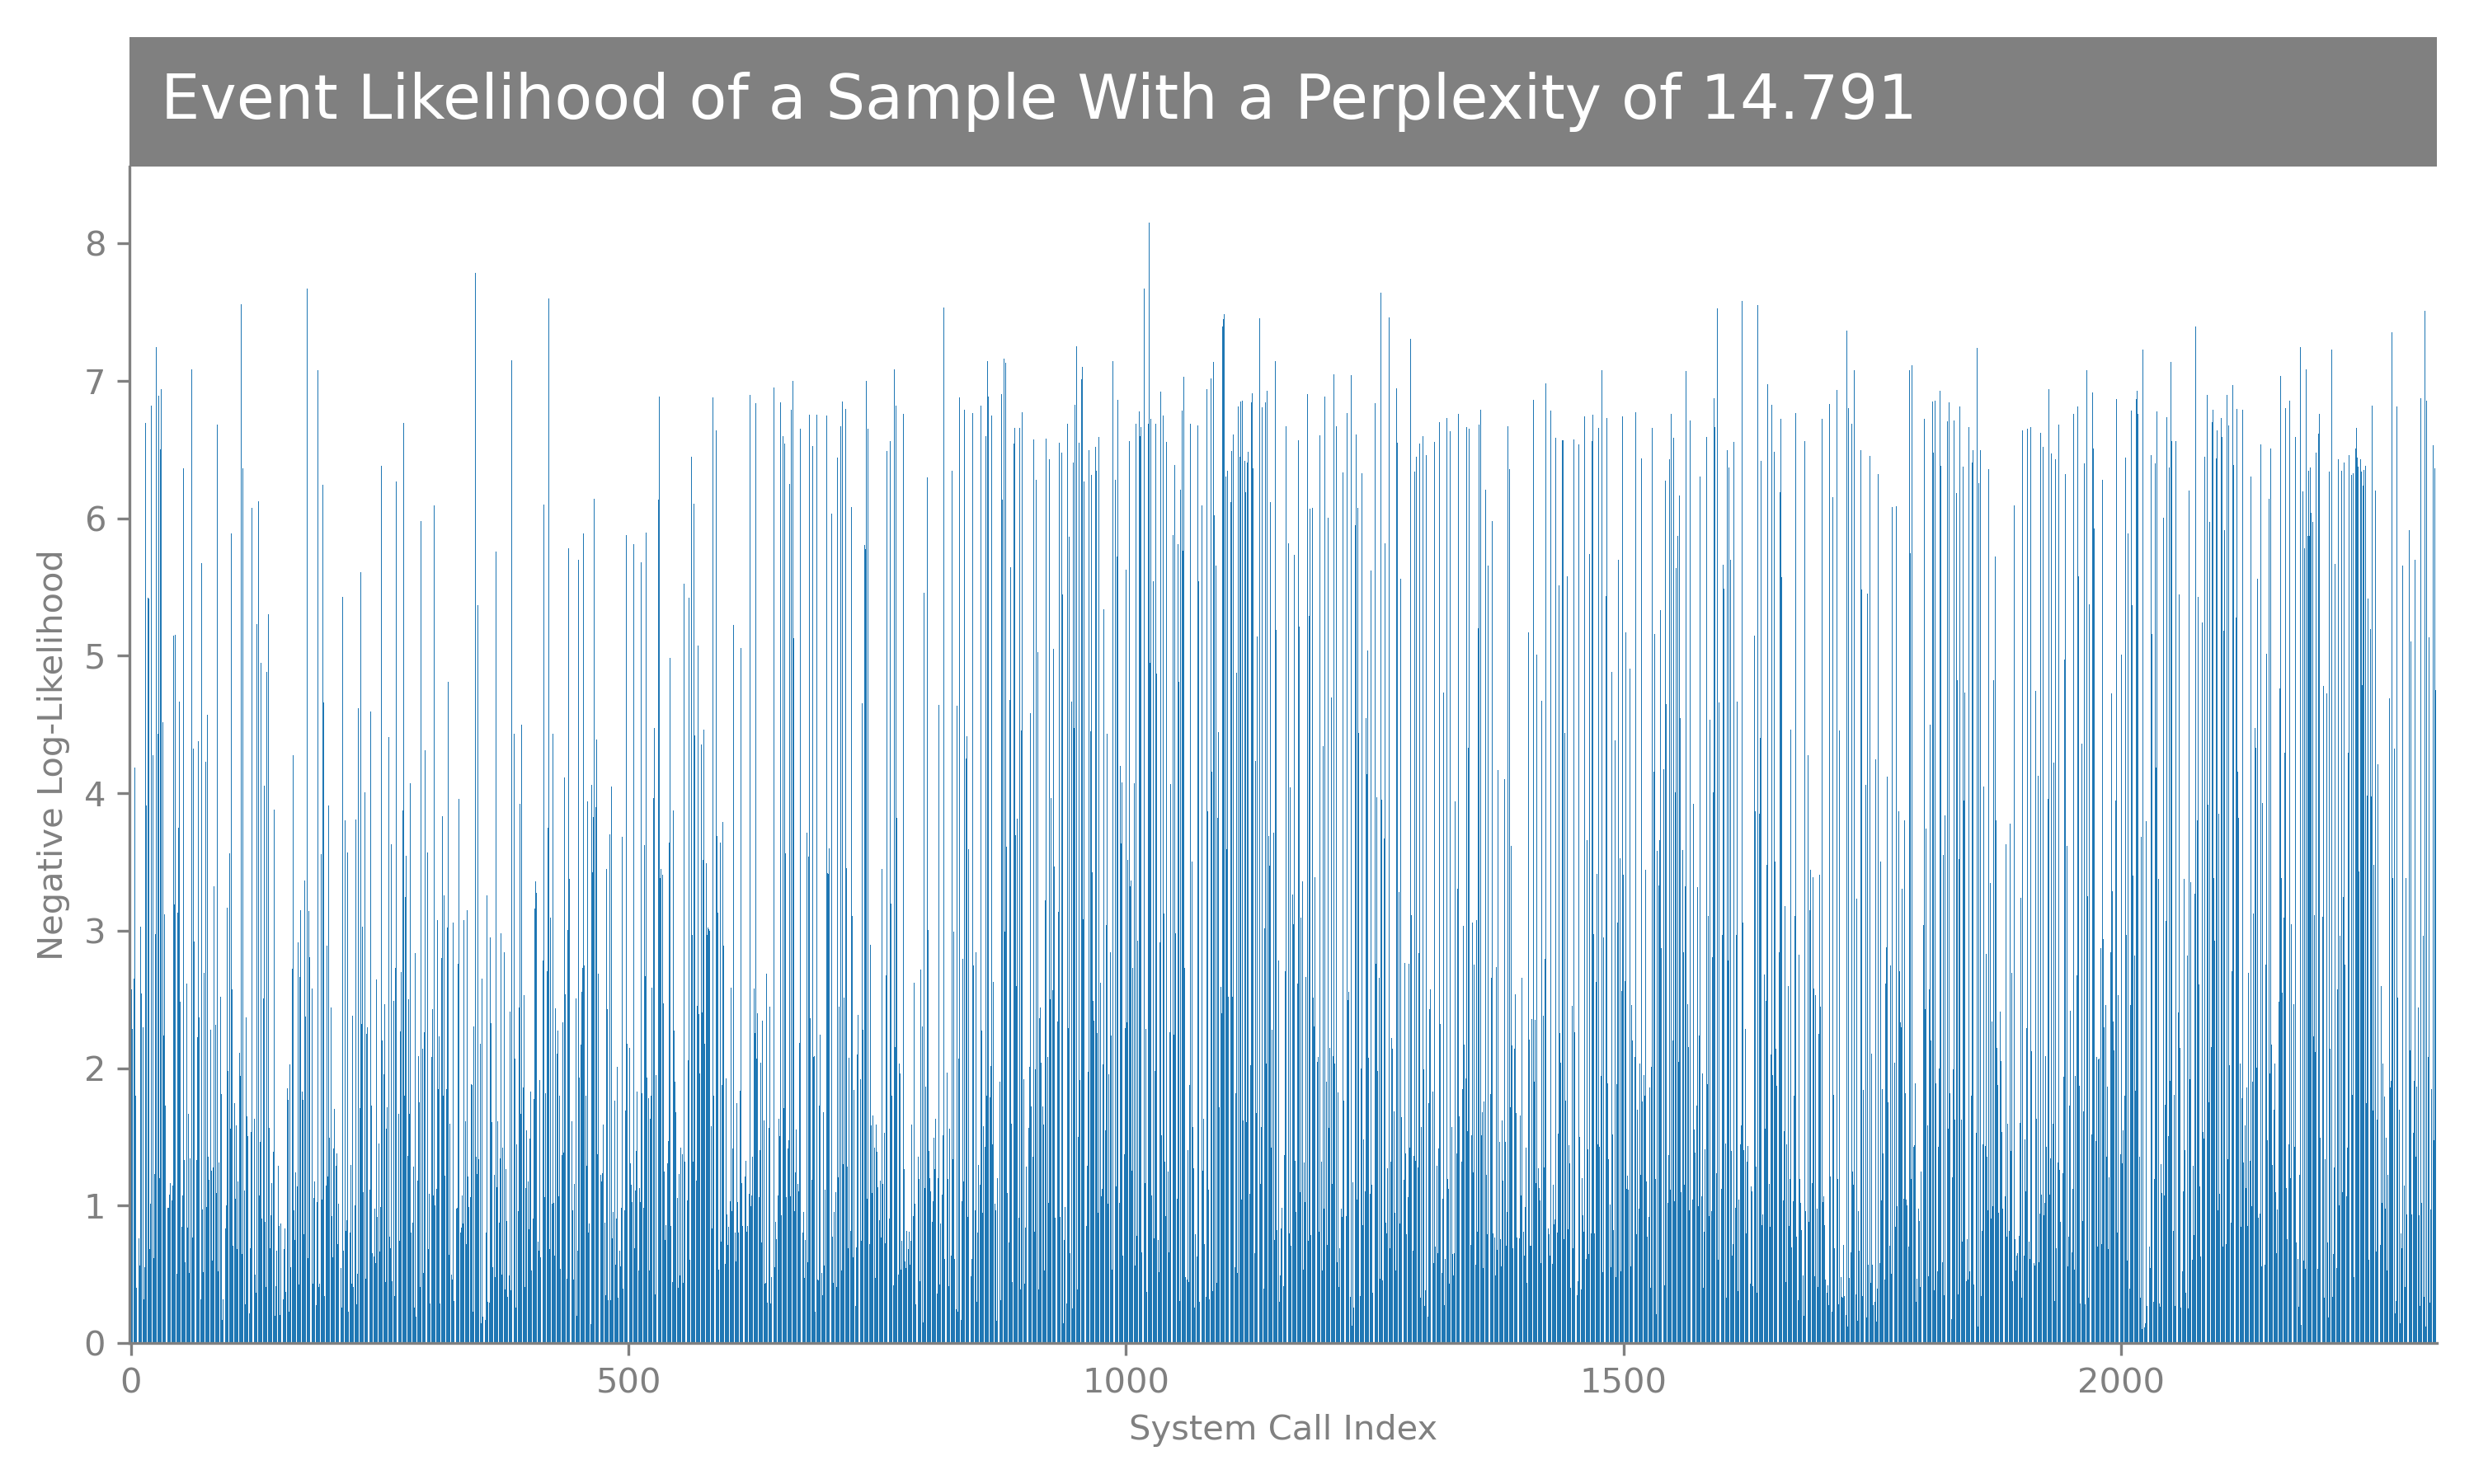 Event Likelihood of a Sample With a Perplexity of 14.791
8
7
6
5
4
3
2
1
0
Negative Log-Likelihood
0 500 1000 1500 2000
System Call Index